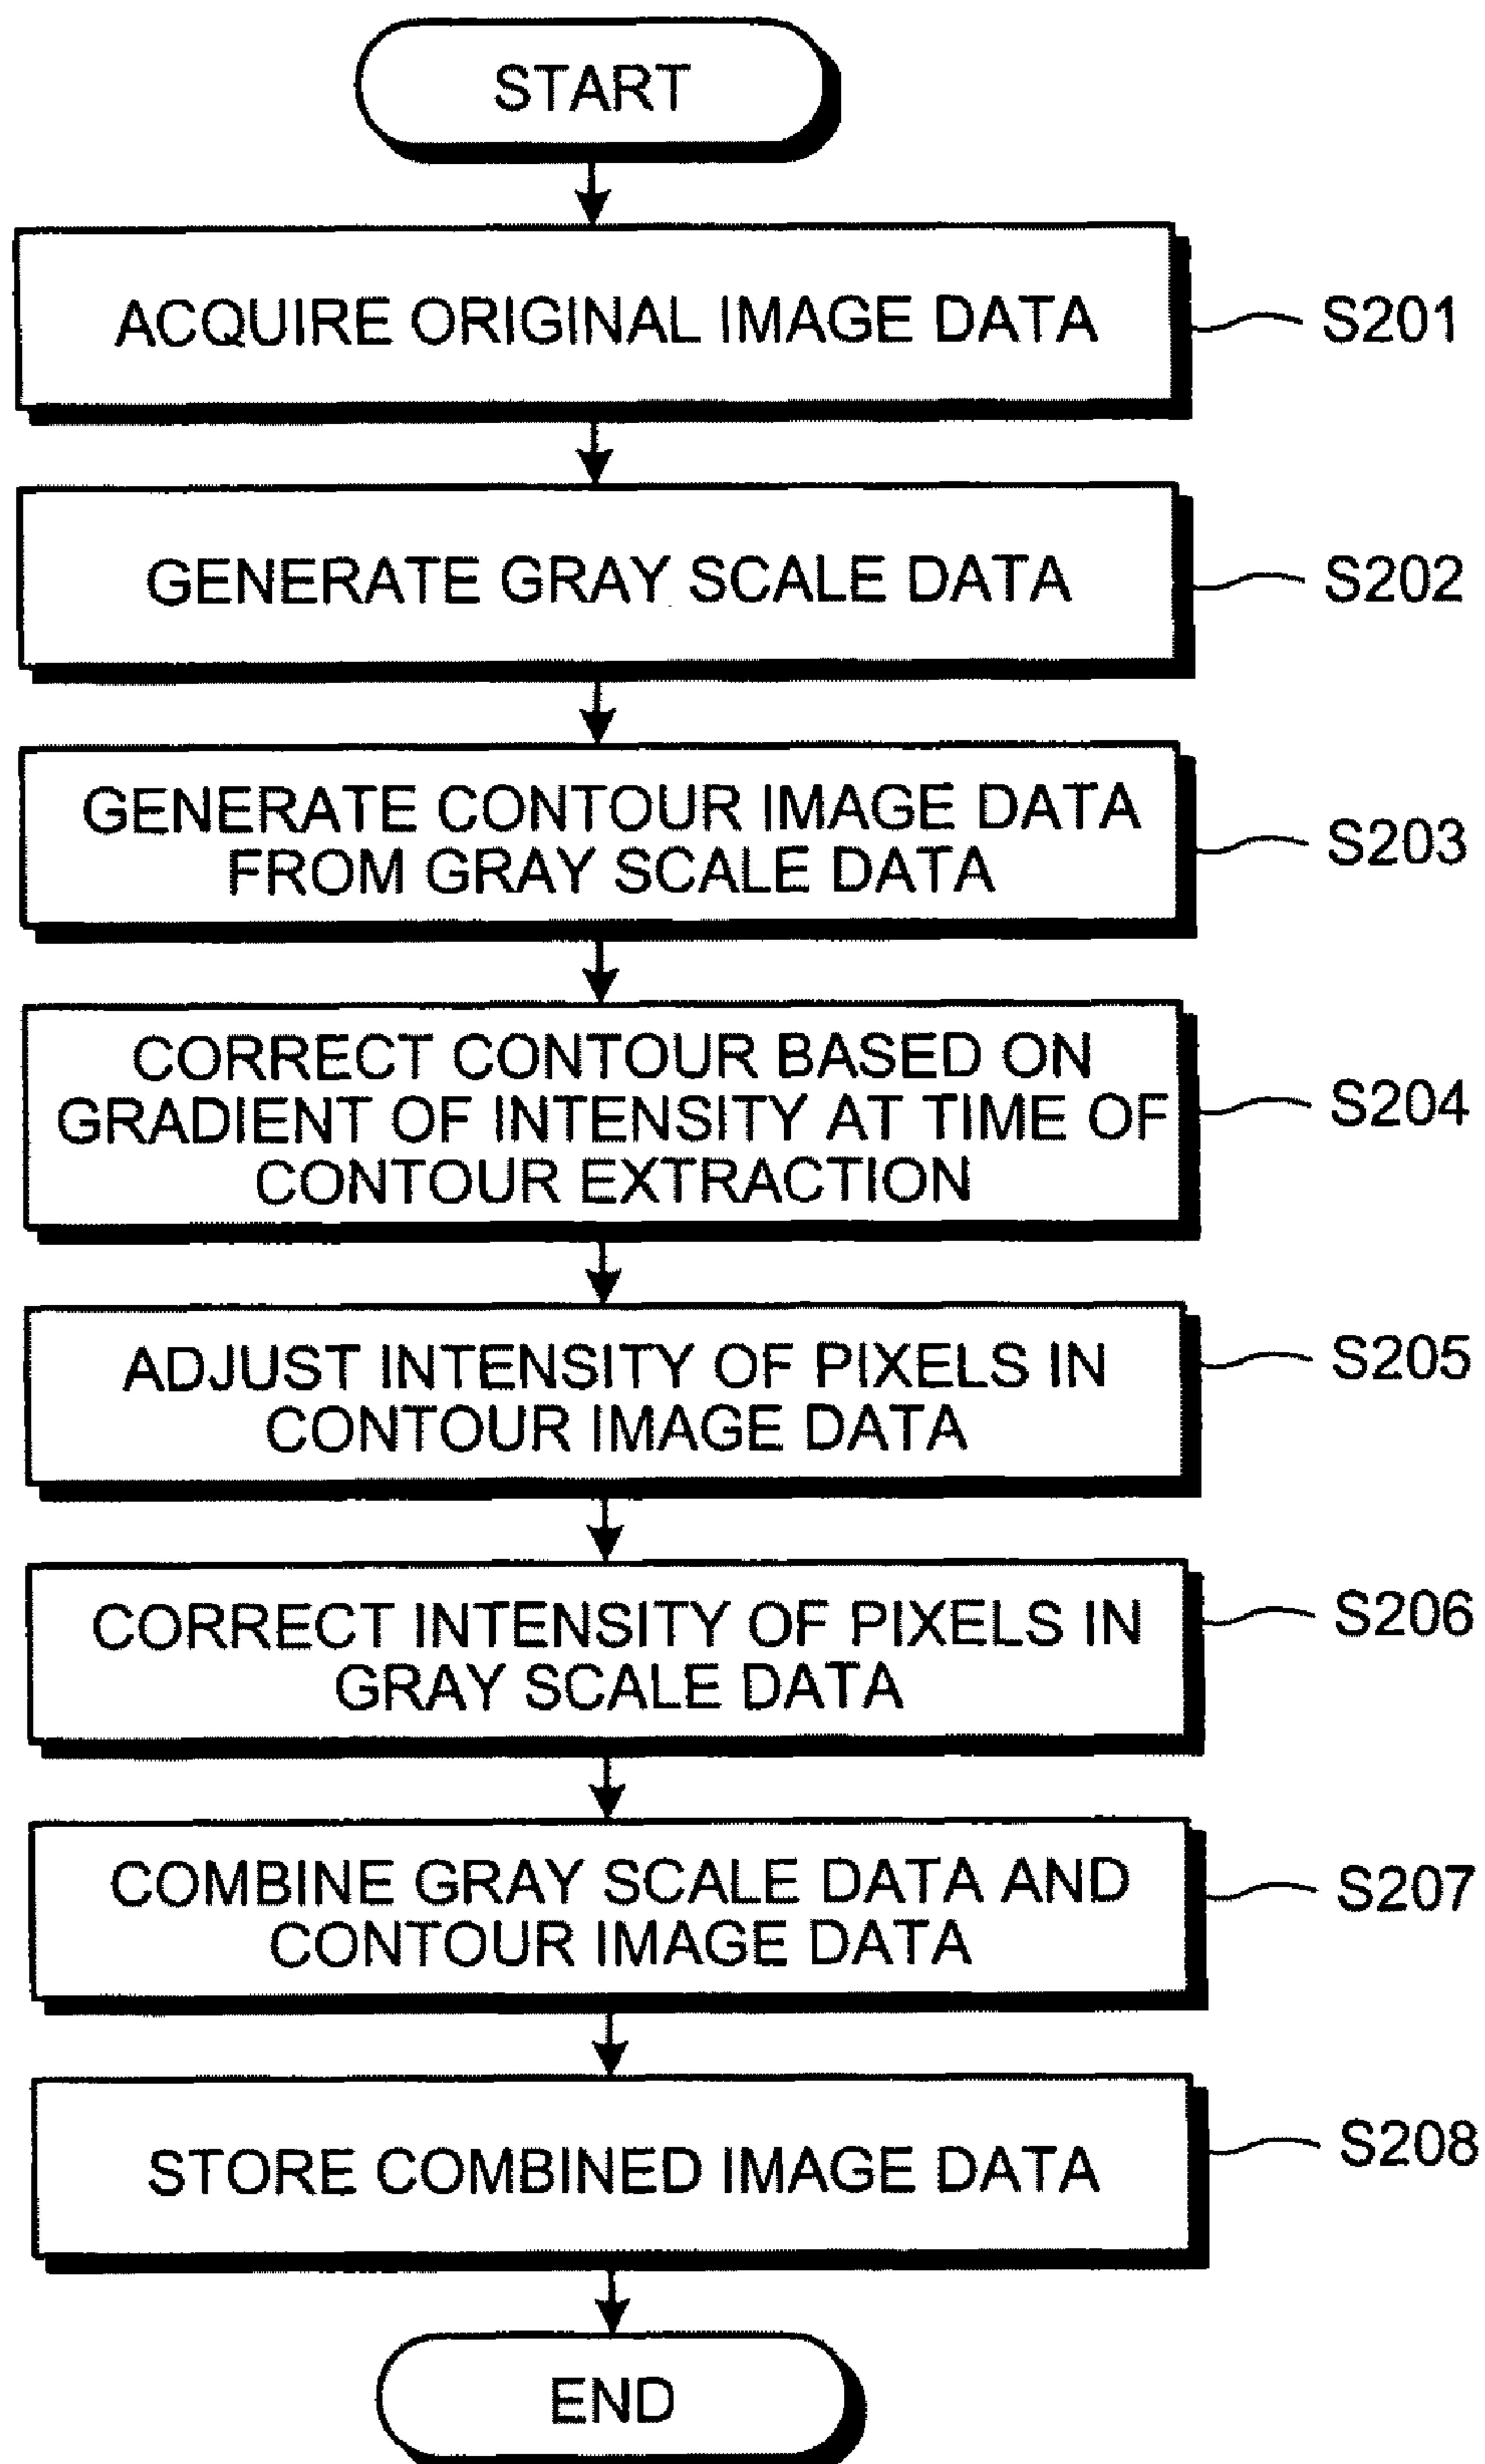 START
ACQUIRE ORIGINAL IMAGE DATA
S201
GENERATE GRAY SCALE DATA
S202
GENERATE CONTOUR IMAGE DATA
FROM GRAY SCALE DATA
S203
CORRECT CONTOUR BASED ON
GRADIENT OF INTENSITY AT TIME OF
CONTOUR EXTRACTION
S204
ADJUST INTENSITY OF PIXELS IN
CONTOUR IMAGE DATA
S205
CORRECT INTENSITY OF PIXELS IN
GRAY SCALE DATA
S206
COMBINE GRAY SCALE DATA AND
CONTOUR IMAGE DATA
S207
STORE COMBINED IMAGE DATA
S208
END